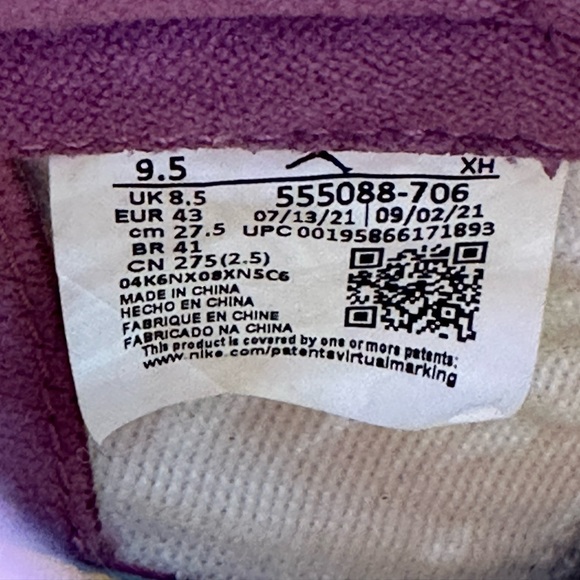 9.5 XH
UK 8.5 555088-706
EUR 43 07/13/21 | 09/02/21
cm 27.5 UPC 00195866171893
BR 41
CN 275(2.5)
04K6NX08XN5C6
MADE IN CHINA
HECHO EN CHINA
FABRIQUE EN CHINE
FABRICADO NA CHINA
This product is covered by one or more patents:
www.nike.com/patentsvirtualmarking